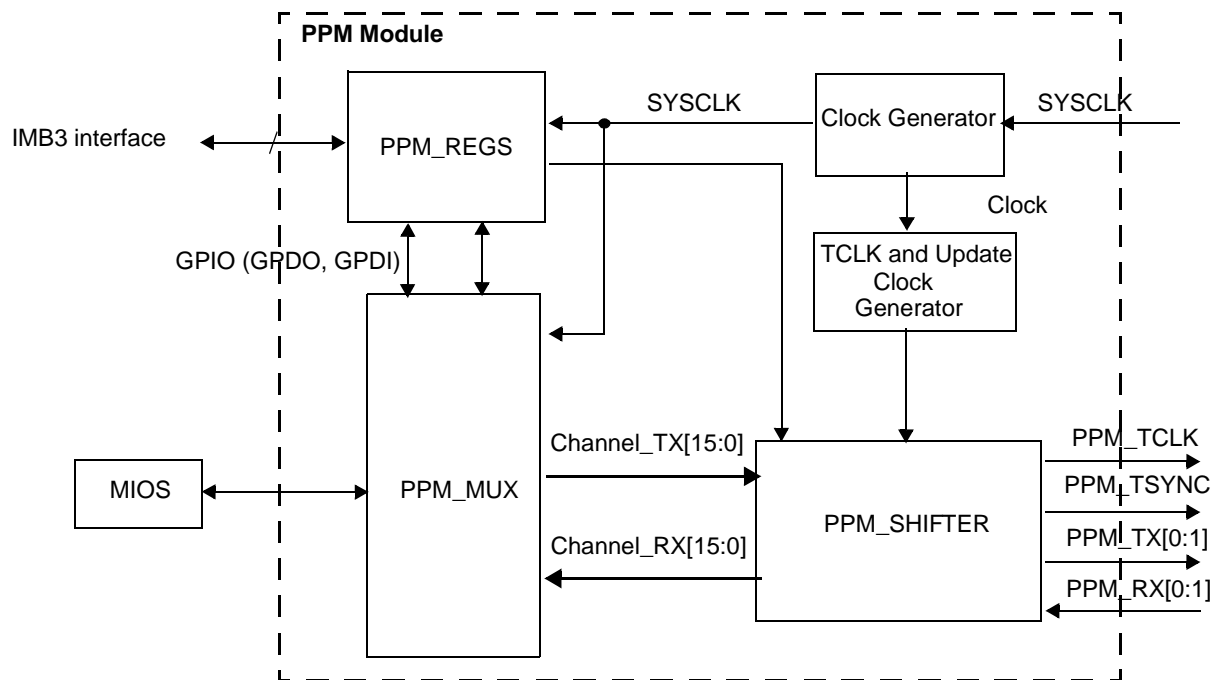 PPM Module
SYSCLK
Clock Generator
SYSCLK
IMB3 interface
PPM_REGS
Clock
GPIO (GPDO, GPDI)
TCLK and Update
Clock
Generator
Channel_TX[15:0]
PPM_TCLK
MIOS
PPM_MUX
PPM_TSYNC
PPM_SHIFTER
PPM_TX[0:1]
Channel_RX[15:0]
PPM_RX[0:1]